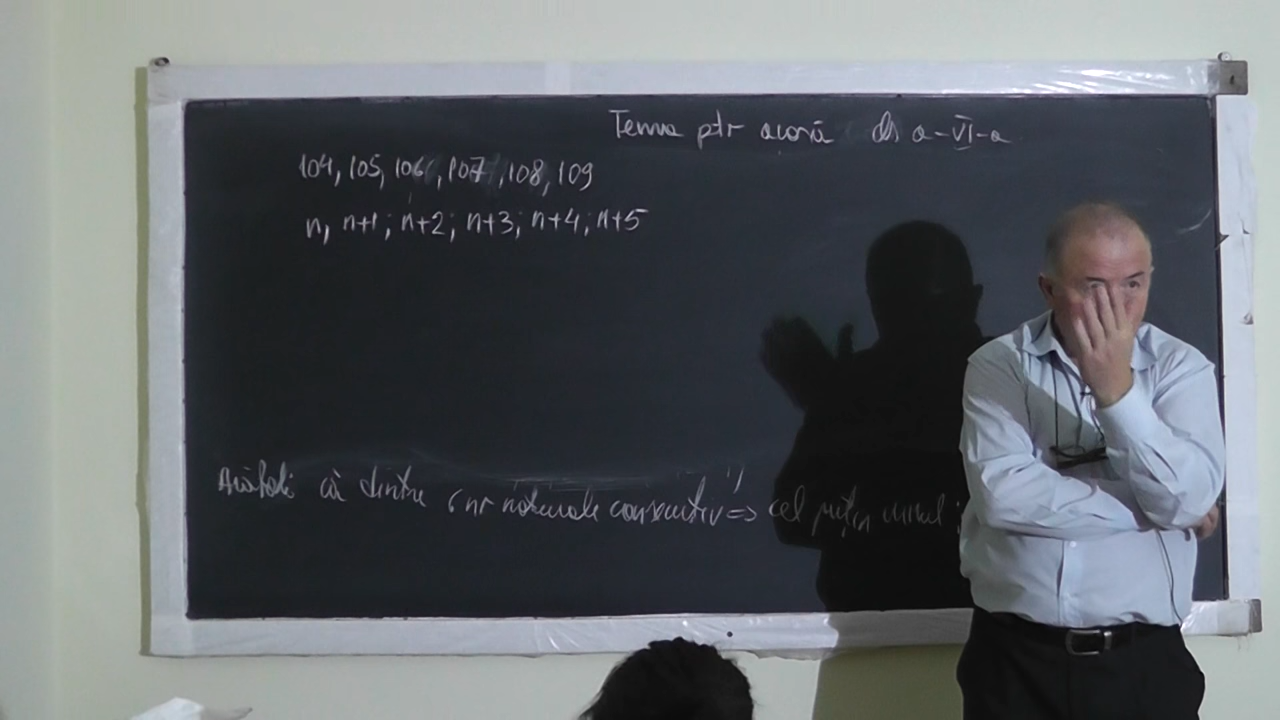 Tema ptr acasă cls a-VI-a
104, 105, 106, 107, 108, 109
n, n+1; n+2; n+3; n+4; n+5
Arătați că dintre 6 nr naturale consecutiv => cel puțin unul